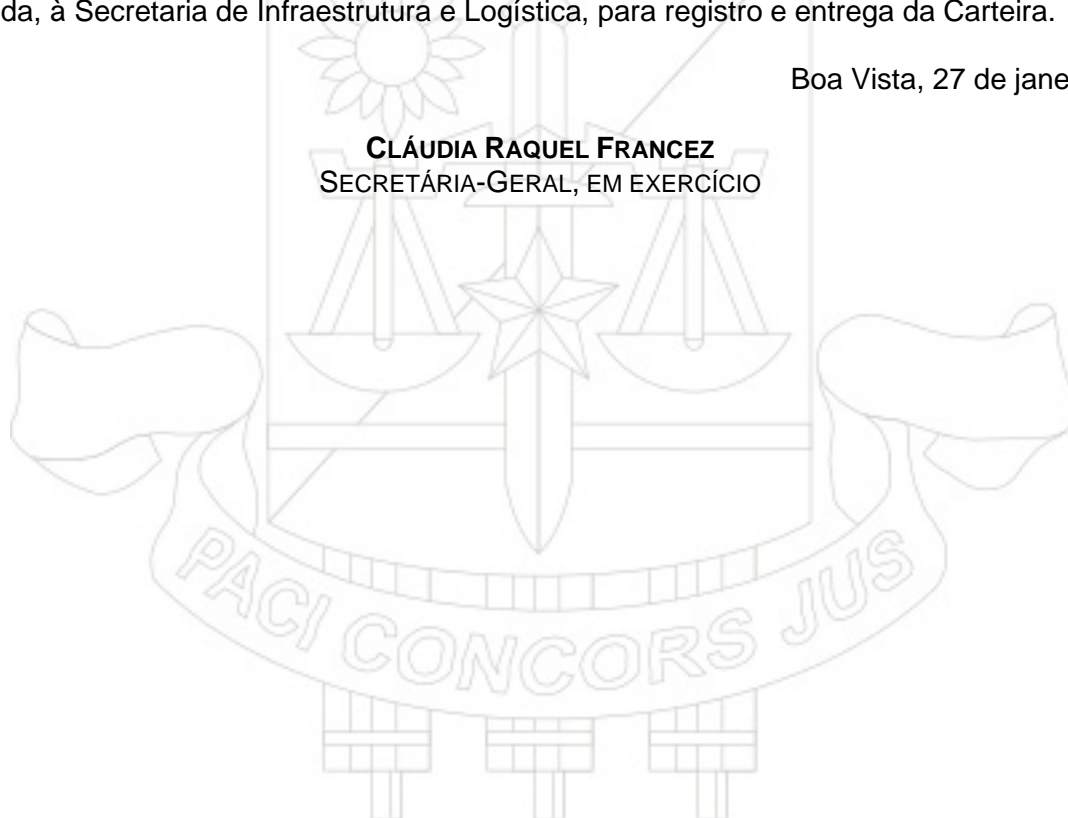 da, à Secretaria de Infraestrutura e Logística, para registro e entrega da Carteira.
Boa Vista, 27 de jane
CLÁUDIA RAQUEL FRANCEZ
SECRETÁRIA-GERAL, EM EXERCÍCIO
PACI CONCORS JUS